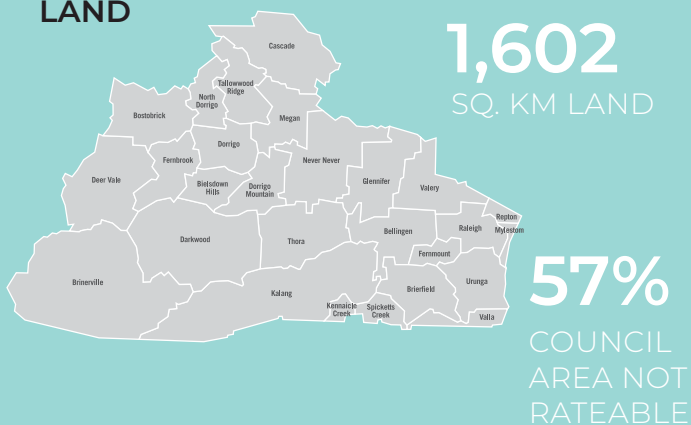 LAND
1,602
SQ. KM LAND
Cascade
Tallowwood
Ridge
North
Dorrigo
Bostobrick
Megan
Dorrigo
Fernbrook
Never Never
Deer Vale
Bielsdown
Hills
Dorrigo
Mountain
Glennifer
Valery
Repton
Mylestom
Raleigh
Bellingen
Darkwood
Thora
Fernmount
Brinerville
Kalang
Brierfield
Urunga
Kennaicle
Creek
Spicketts
Creek
Valla
57%
COUNCIL
AREA NOT
RATEABLE